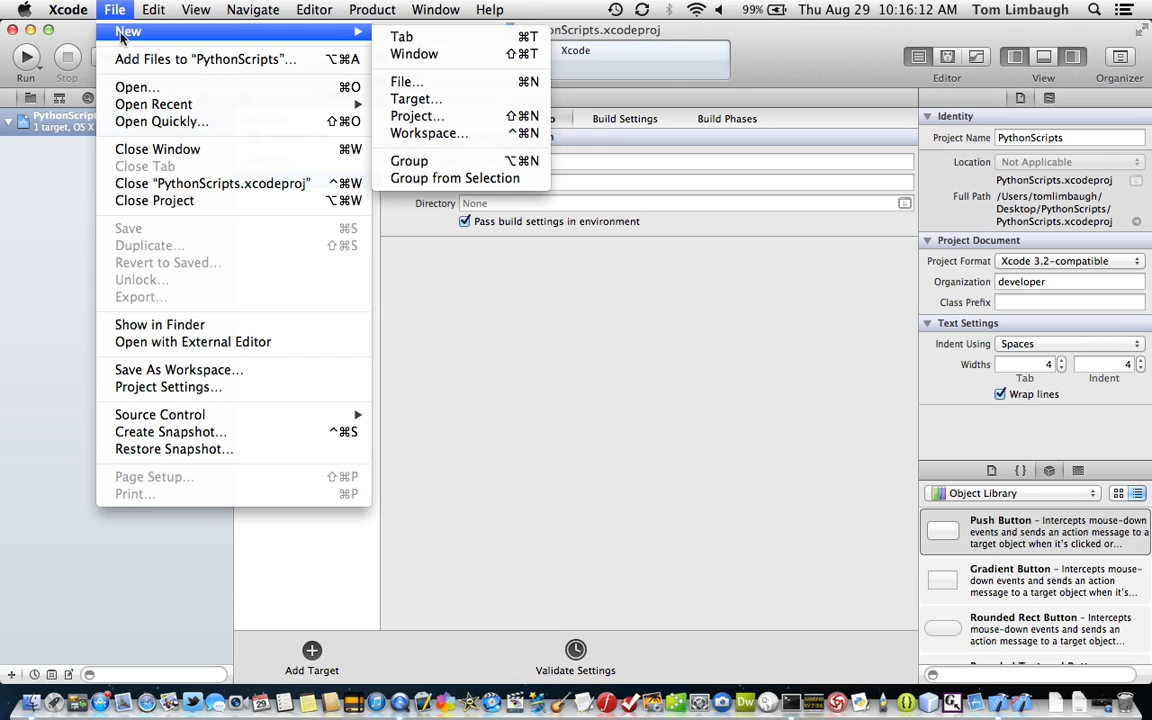 Xcode File Edit View Navigate Editor Product Window Help 99% Thu Aug 29 10:16:12 AM Tom Limbaugh
nScripts.xcodeproj
Run Stop
Xcode
Editor View Organizer
New
Add Files to “PythonScripts”... ⌥⌘A
Open... ⌘O
Open Recent
Open Quickly... ⇧⌘O
Close Window ⌘W
Close Tab
Close “PythonScripts.xcodeproj” ^⌘W
Close Project ⌥⌘W
Save ⌘S
Duplicate... ⇧⌘S
Revert to Saved...
Unlock...
Export...
Show in Finder
Open with External Editor
Save As Workspace...
Project Settings...
Source Control
Create Snapshot... ^⌘S
Restore Snapshot...
Page Setup... ⇧⌘P
Print... ⌘P
Tab ⌘T
Window ⇧⌘T
File... ⌘N
Target...
Project... ⇧⌘N
Workspace... ^⌘N
Group ⌥⌘N
Group from Selection
PythonScript
1 target, OS X
Build Settings Build Phases
Directory None
Pass build settings in environment
Add Target
Validate Settings
Identity
Project Name PythonScripts
Location Not Applicable
PythonScripts.xcodeproj
Full Path /Users/tomlimbaugh/
Desktop/PythonScripts/
PythonScripts.xcodeproj
Project Document
Project Format Xcode 3.2-compatible
Organization developer
Class Prefix
Text Settings
Indent Using Spaces
Widths 4 4
Tab Indent
Wrap lines
Object Library
Push Button - Intercepts mouse-down
events and sends an action message to a
target object when it's clicked or...
Gradient Button - Intercepts mouse-
down events and sends an action
message to a target object when it's...
Rounded Rect Button - Intercepts
mouse-down events and sends an
action message to a target object...